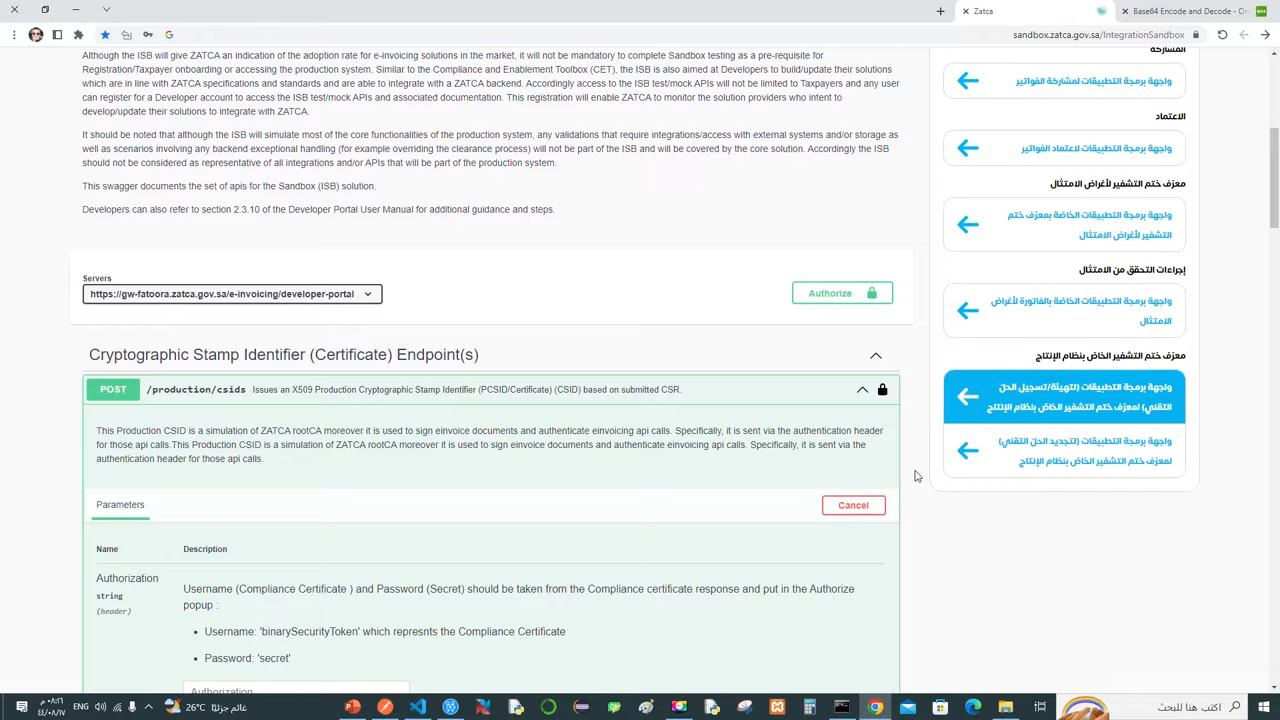 Zatca
Base64 Encode and Decode - On
sandbox.zatca.gov.sa/IntegrationSandbox
Although the ISB will give ZATCA an indication of the adoption rate for e-invoicing solutions in the market, it will not be mandatory to complete Sandbox testing as a pre-requisite for
Registration/Taxpayer onboarding or accessing the production system. Similar to the Compliance and Enablement Toolbox (CET), the ISB is also aimed at Developers to build/update their solutions
which are in line with ZATCA specifications and standards and are able to integrate with a ZATCA backend. Accordingly access to the ISB test/mock APIs will not be limited to Taxpayers and any user
can register for a Developer account to access the ISB test/mock APIs and associated documentation. This registration will enable ZATCA to monitor the solution providers who intent to
develop/update their solutions to integrate with ZATCA.
It should be noted that although the ISB will simulate most of the core functionalities of the production system, any validations that require integrations/access with external systems and/or storage as
well as scenarios involving any backend exceptional handling (for example overriding the clearance process) will not be part of the ISB and will be covered by the core solution. Accordingly the ISB
should not be considered as representative of all integrations and/or APIs that will be part of the production system.
This swagger documents the set of apis for the Sandbox (ISB) solution.
Developers can also refer to section 2.3.10 of the Developer Portal User Manual for additional guidance and steps.
Servers
https://gw-fatoora.zatca.gov.sa/e-invoicing/developer-portal
Authorize
Cryptographic Stamp Identifier (Certificate) Endpoint(s)
POST /production/csids Issues an X509 Production Cryptographic Stamp Identifier (PCSID/Certificate) (CSID) based on submitted CSR.
This Production CSID is a simulation of ZATCA rootCA moreover it is used to sign einvoice documents and authenticate einvoicing api calls. Specifically, it is sent via the authentication header
for those api calls.This Production CSID is a simulation of ZATCA rootCA moreover it is used to sign einvoice documents and authenticate einvoicing api calls. Specifically, it is sent via the
authentication header for those api calls.
Parameters
Cancel
Name Description
Authorization
string
(header)
Username (Compliance Certificate ) and Password (Secret) should be taken from the Compliance certificate response and put in the Authorize
popup :
• Username: 'binarySecurityToken' which represnts the Compliance Certificate
• Password: 'secret'
Authorization
المشاركة
واجهة برمجة التطبيقات لمشاركة الفواتير
الاعتماد
واجهة برمجة التطبيقات لاعتماد الفواتير
معرّف ختم التشفير لأغراض الامتثال
واجهة برمجة التطبيقات الخاصة بمعرّف ختم
التشفير لأغراض الامتثال
إجراءات التحقق من الامتثال
واجهة برمجة التطبيقات الخاصة بالفاتورة لأغراض
الامتثال
معرّف ختم التشفير الخاص بنظام الإنتاج
واجهة برمجة التطبيقات (لتهيئة/تسجيل الحل
التقني) لمعرّف ختم التشفير الخاص بنظام الإنتاج
واجهة برمجة التطبيقات (لتجديد الحل التقني)
لمعرّف ختم التشفير الخاص بنظام الإنتاج
ENG
26°C غائم جزئيًا
اكتب هنا للبحث